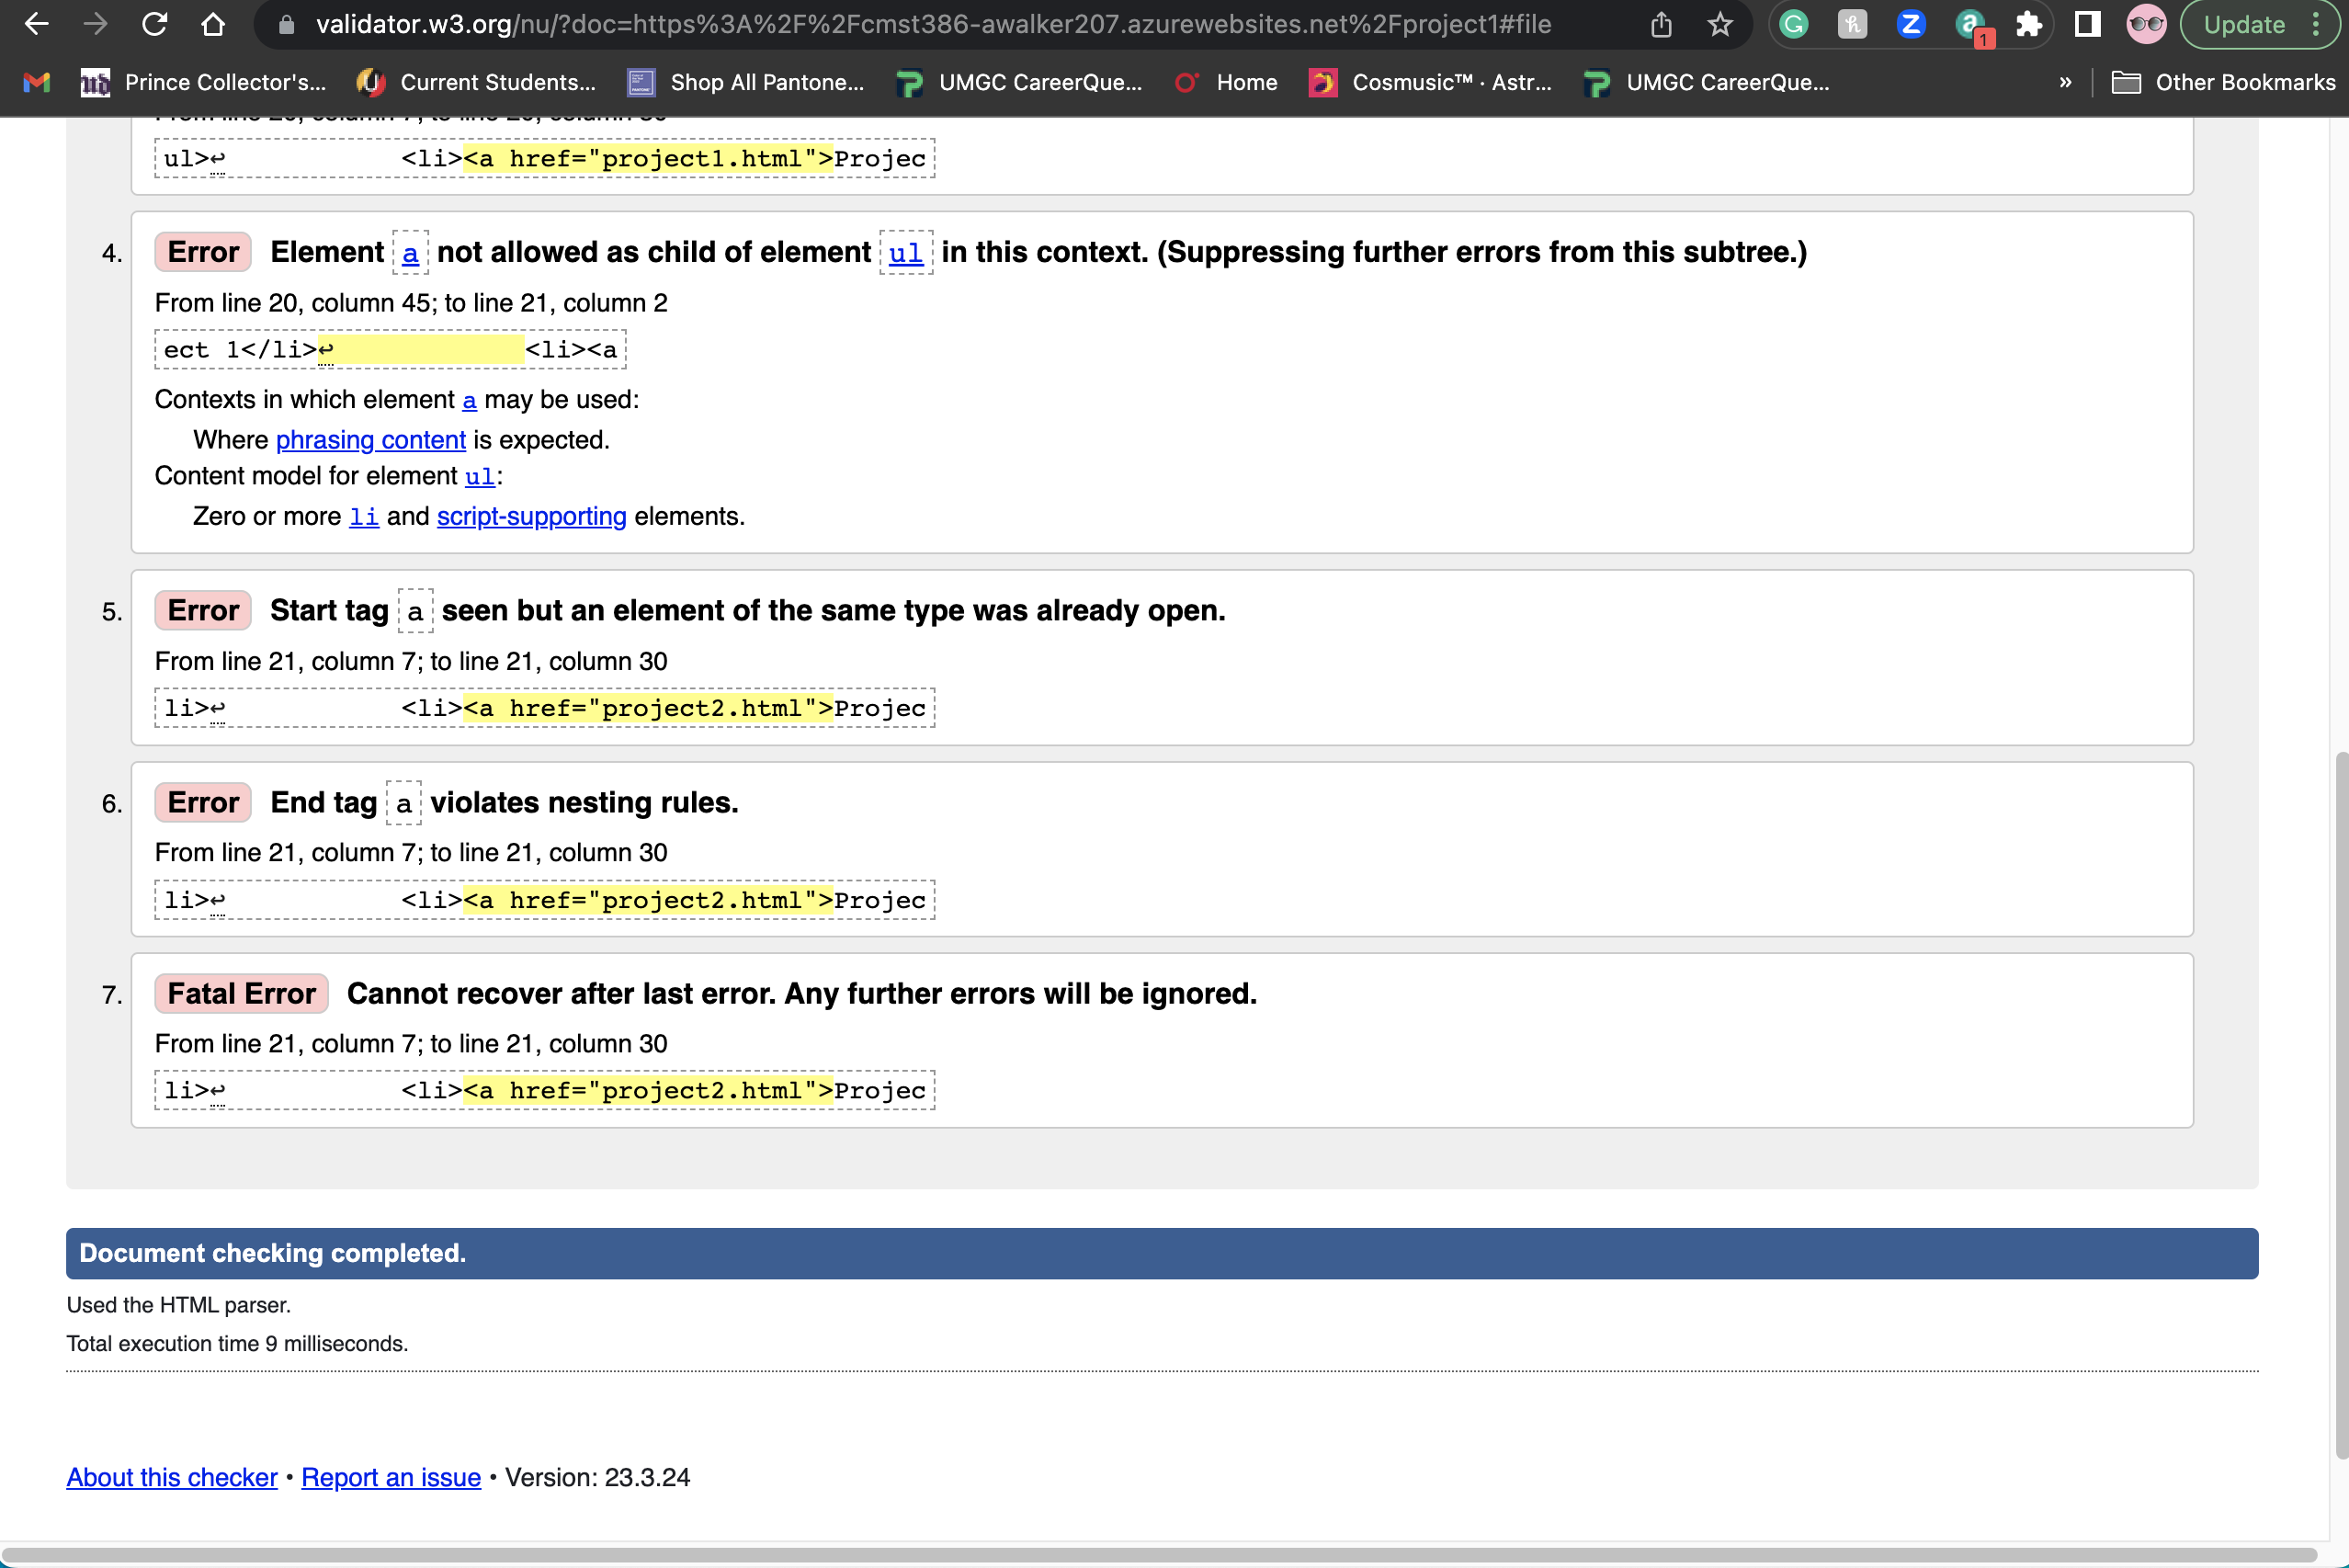 validator.w3.org/nu/?doc=https%3A%2F%2Fcmst386-awalker207.azurewebsites.net%2Fproject1#file
1
Update
Prince Collector's... Current Students... Shop All Pantone... UMGC CareerQue... Home Cosmusic™ · Astr... UMGC CareerQue... » Other Bookmarks
ul>↩ <li><a href="project1.html">Projec
4. Error Element a not allowed as child of element ul in this context. (Suppressing further errors from this subtree.)
From line 20, column 45; to line 21, column 2
ect 1</li>↩ <li><a
Contexts in which element a may be used:
Where phrasing content is expected.
Content model for element ul:
Zero or more li and script-supporting elements.
5. Error Start tag a seen but an element of the same type was already open.
From line 21, column 7; to line 21, column 30
li>↩ <li><a href="project2.html">Projec
6. Error End tag a violates nesting rules.
From line 21, column 7; to line 21, column 30
li>↩ <li><a href="project2.html">Projec
7. Fatal Error Cannot recover after last error. Any further errors will be ignored.
From line 21, column 7; to line 21, column 30
li>↩ <li><a href="project2.html">Projec
Document checking completed.
Used the HTML parser.
Total execution time 9 milliseconds.
About this checker • Report an issue • Version: 23.3.24